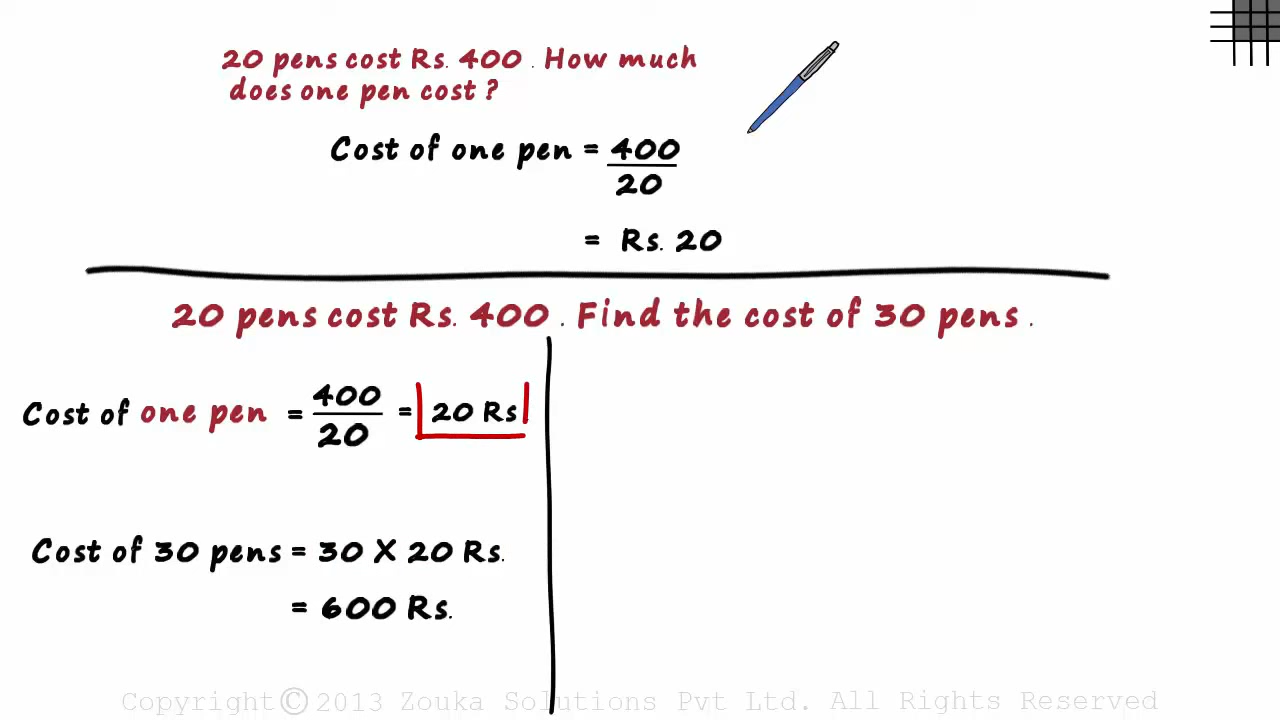 20 pens cost Rs. 400 . How much
does one pen cost ?
Cost of one pen = 400
20
= Rs. 20
20 pens cost Rs. 400 . Find the cost of 30 pens .
Cost of one pen = 400/20 = 20 Rs
Cost of 30 pens = 30 X 20 Rs.
= 600 Rs.
Copyright© 2013 Zouka Solutions Pvt Ltd. All Rights Reserved